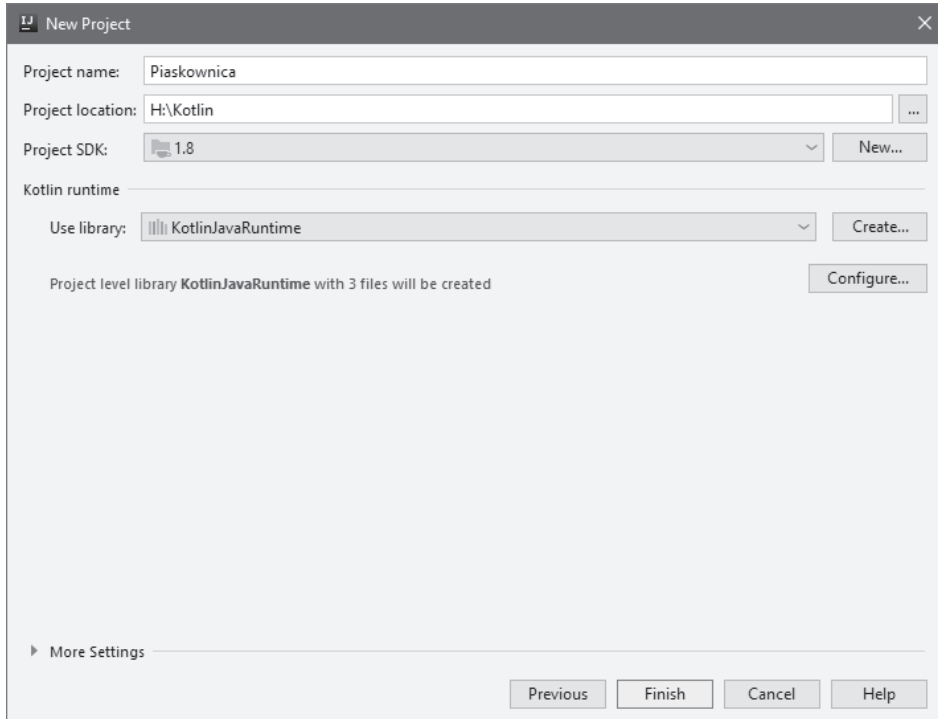 IJ New Project
Project name: Piaskownica
Project location: H:\Kotlin ...
Project SDK: 1.8 New...
Kotlin runtime
Use library: KotlinJavaRuntime Create...
Project level library KotlinJavaRuntime with 3 files will be created Configure...
More Settings
Previous Finish Cancel Help